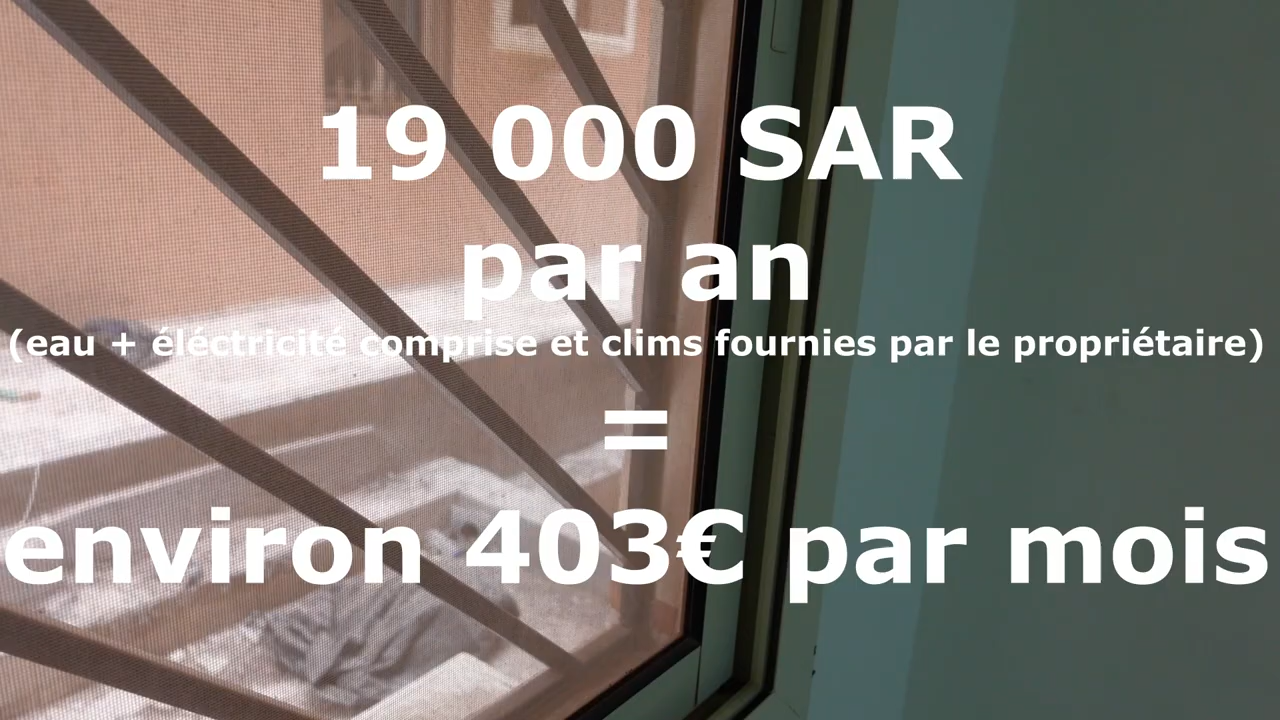 19 000 SAR
par an
(eau + éléctricité comprise et clims fournies par le propriétaire)
=
environ 403€ par mois